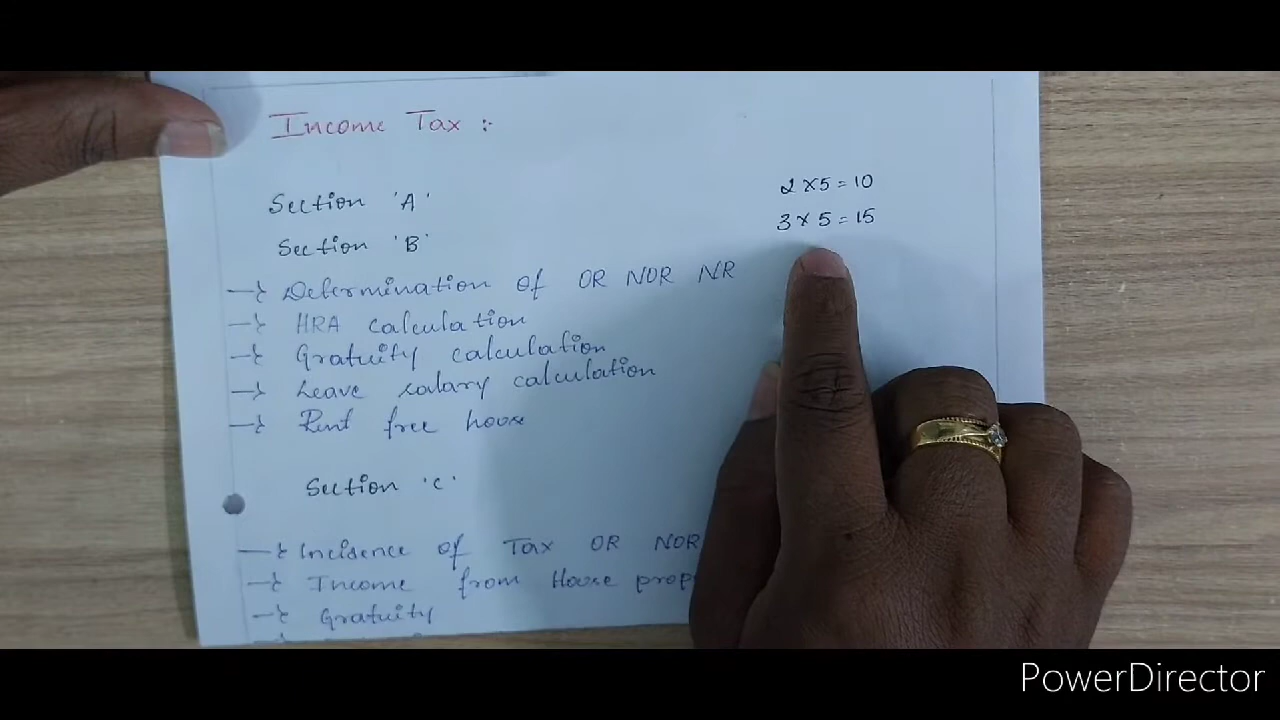 Income Tax :-
Section 'A'
2 x 5 = 10
Section 'B'
3 x 5 = 15
Determination of OR NOR NR
HRA calculation
Gratuity calculation
Leave salary calculation
Rent free house
Section 'C'
Incidence of Tax OR NOR
Income from House prop
Gratuity
PowerDirector